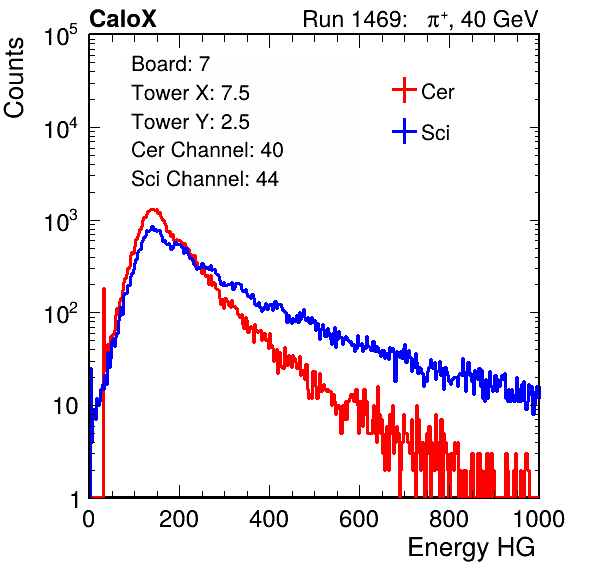 CaloX Run 1469: π⁺, 40 GeV
Counts
Board: 7
Tower X: 7.5
Tower Y: 2.5
Cer Channel: 40
Sci Channel: 44
Cer
Sci
10⁵
10⁴
10³
10²
10
1
0 200 400 600 800 1000
Energy HG